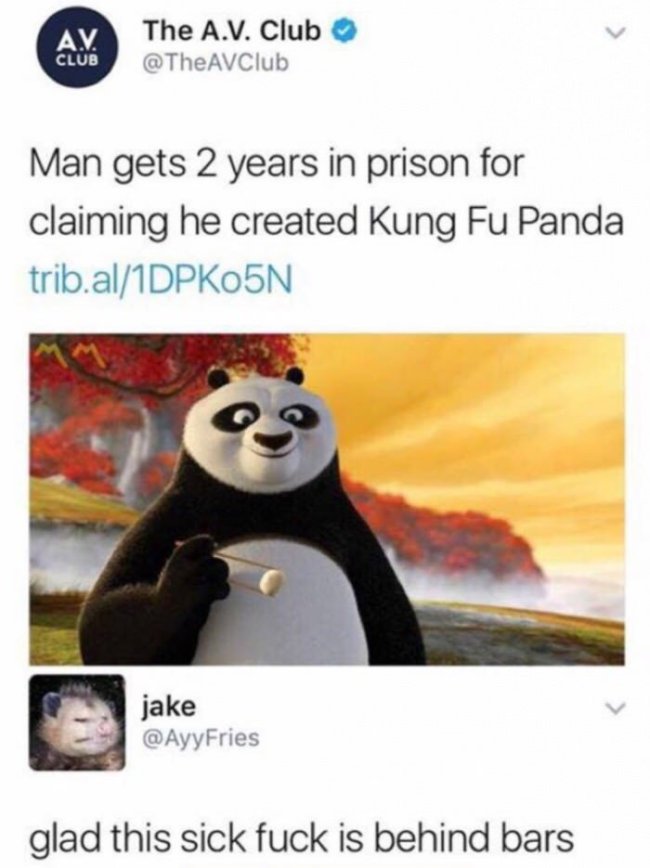 A.V.
CLUB
The A.V. Club
@TheAVClub
Man gets 2 years in prison for
claiming he created Kung Fu Panda
trib.al/1DPKo5N
jake
@AyyFries
glad this sick fuck is behind bars